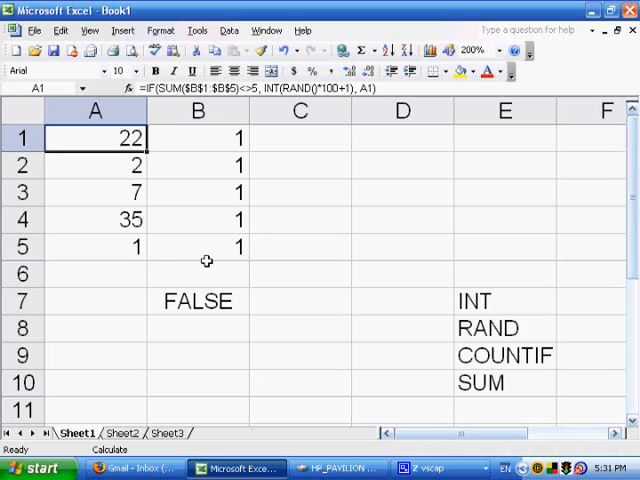 Microsoft Excel - Book1
File Edit View Insert Format Tools Data Window Help Type a question for help
200%
Arial 10 B I U $ % ,
A1 fx =IF(SUM($B$1:$B$5)<>5, INT(RAND()*100+1), A1)
A B C D E F
1 22 1
2 2 1
3 7 1
4 35 1
5 1 1
6
7 FALSE INT
8 RAND
9 COUNTIF
10 SUM
11
Sheet1 Sheet2 Sheet3
Ready Calculate
start Gmail - Inbox (... Microsoft Exce... HP_PAVILION ... 2 vscap EN 5:31 PM